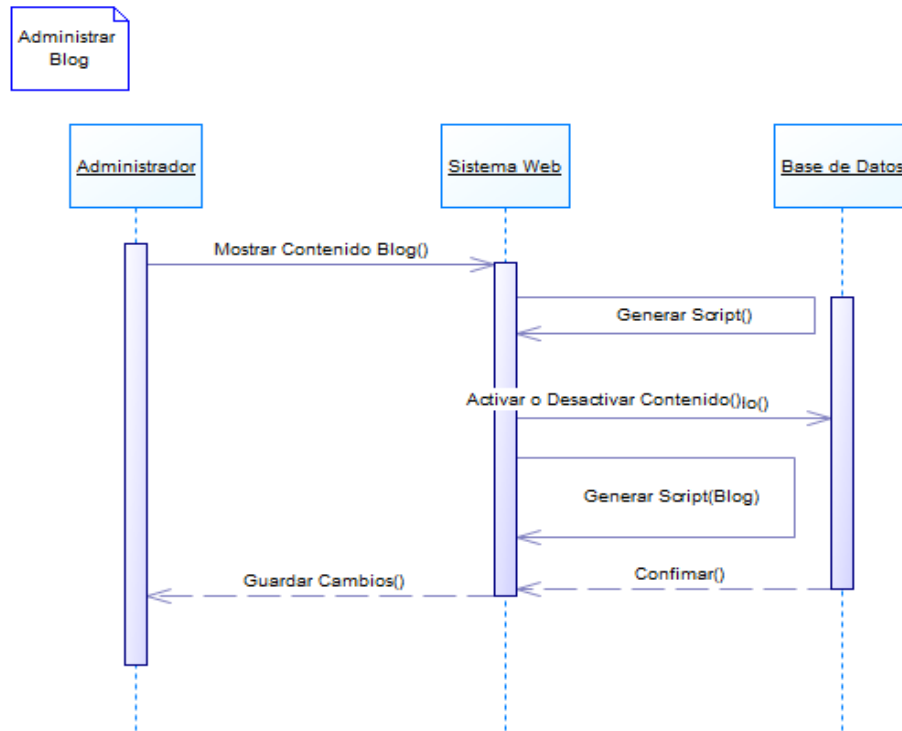 Administrar
Blog
Administrador
Sistema Web
Base de Datos
Mostrar Contenido Blog()
Generar Script()
Activar o Desactivar Contenido()io()
Generar Script(Blog)
Confimar()
Guardar Cambios()